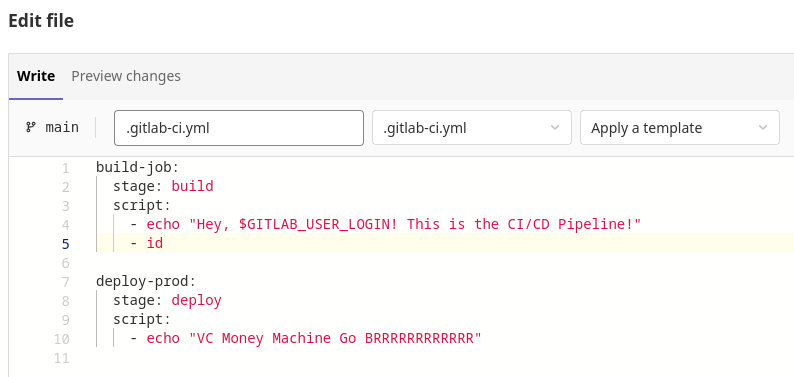 Edit file
Write Preview changes
main .gitlab-ci.yml .gitlab-ci.yml Apply a template
1 build-job:
2 stage: build
3 script:
4 - echo "Hey, $GITLAB_USER_LOGIN! This is the CI/CD Pipeline!"
5 - id
6
7 deploy-prod:
8 stage: deploy
9 script:
10 - echo "VC Money Machine Go BRRRRRRRRRRRR"
11